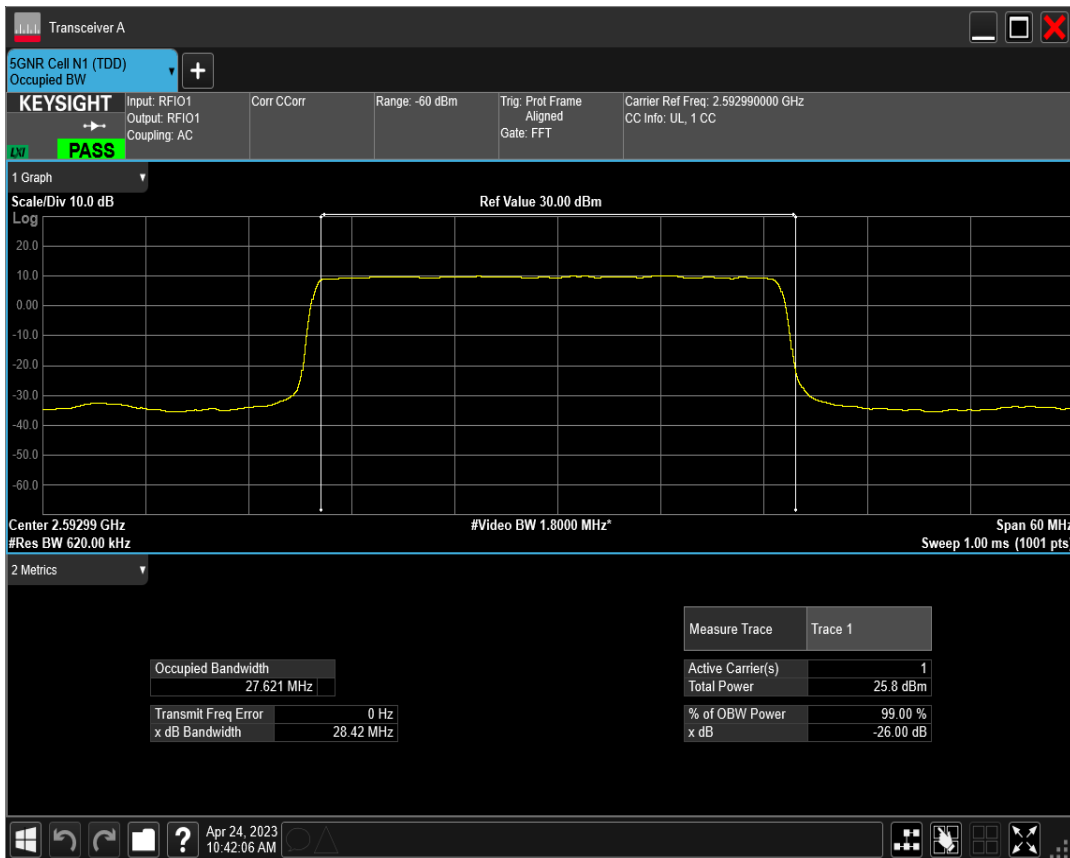 Transceiver A
5GNR Cell N1 (TDD)
Occupied BW
KEYSIGHT
LXI
PASS
Input: RFIO1
Output: RFIO1
Coupling: AC
Corr CCorr
Range: -60 dBm
Trig: Prot Frame
Aligned
Gate: FFT
Carrier Ref Freq: 2.592990000 GHz
CC Info: UL, 1 CC
1 Graph
Scale/Div 10.0 dB
Ref Value 30.00 dBm
Log
20.0
10.0
0.00
-10.0
-20.0
-30.0
-40.0
-50.0
-60.0
Center 2.59299 GHz
#Video BW 1.8000 MHz*
Span 60 MHz
#Res BW 620.00 kHz
Sweep 1.00 ms (1001 pts)
2 Metrics
Measure Trace Trace 1
Occupied Bandwidth
27.621 MHz
Active Carrier(s) 1
Total Power 25.8 dBm
Transmit Freq Error 0 Hz
x dB Bandwidth 28.42 MHz
% of OBW Power 99.00 %
x dB -26.00 dB
?
Apr 24, 2023
10:42:06 AM